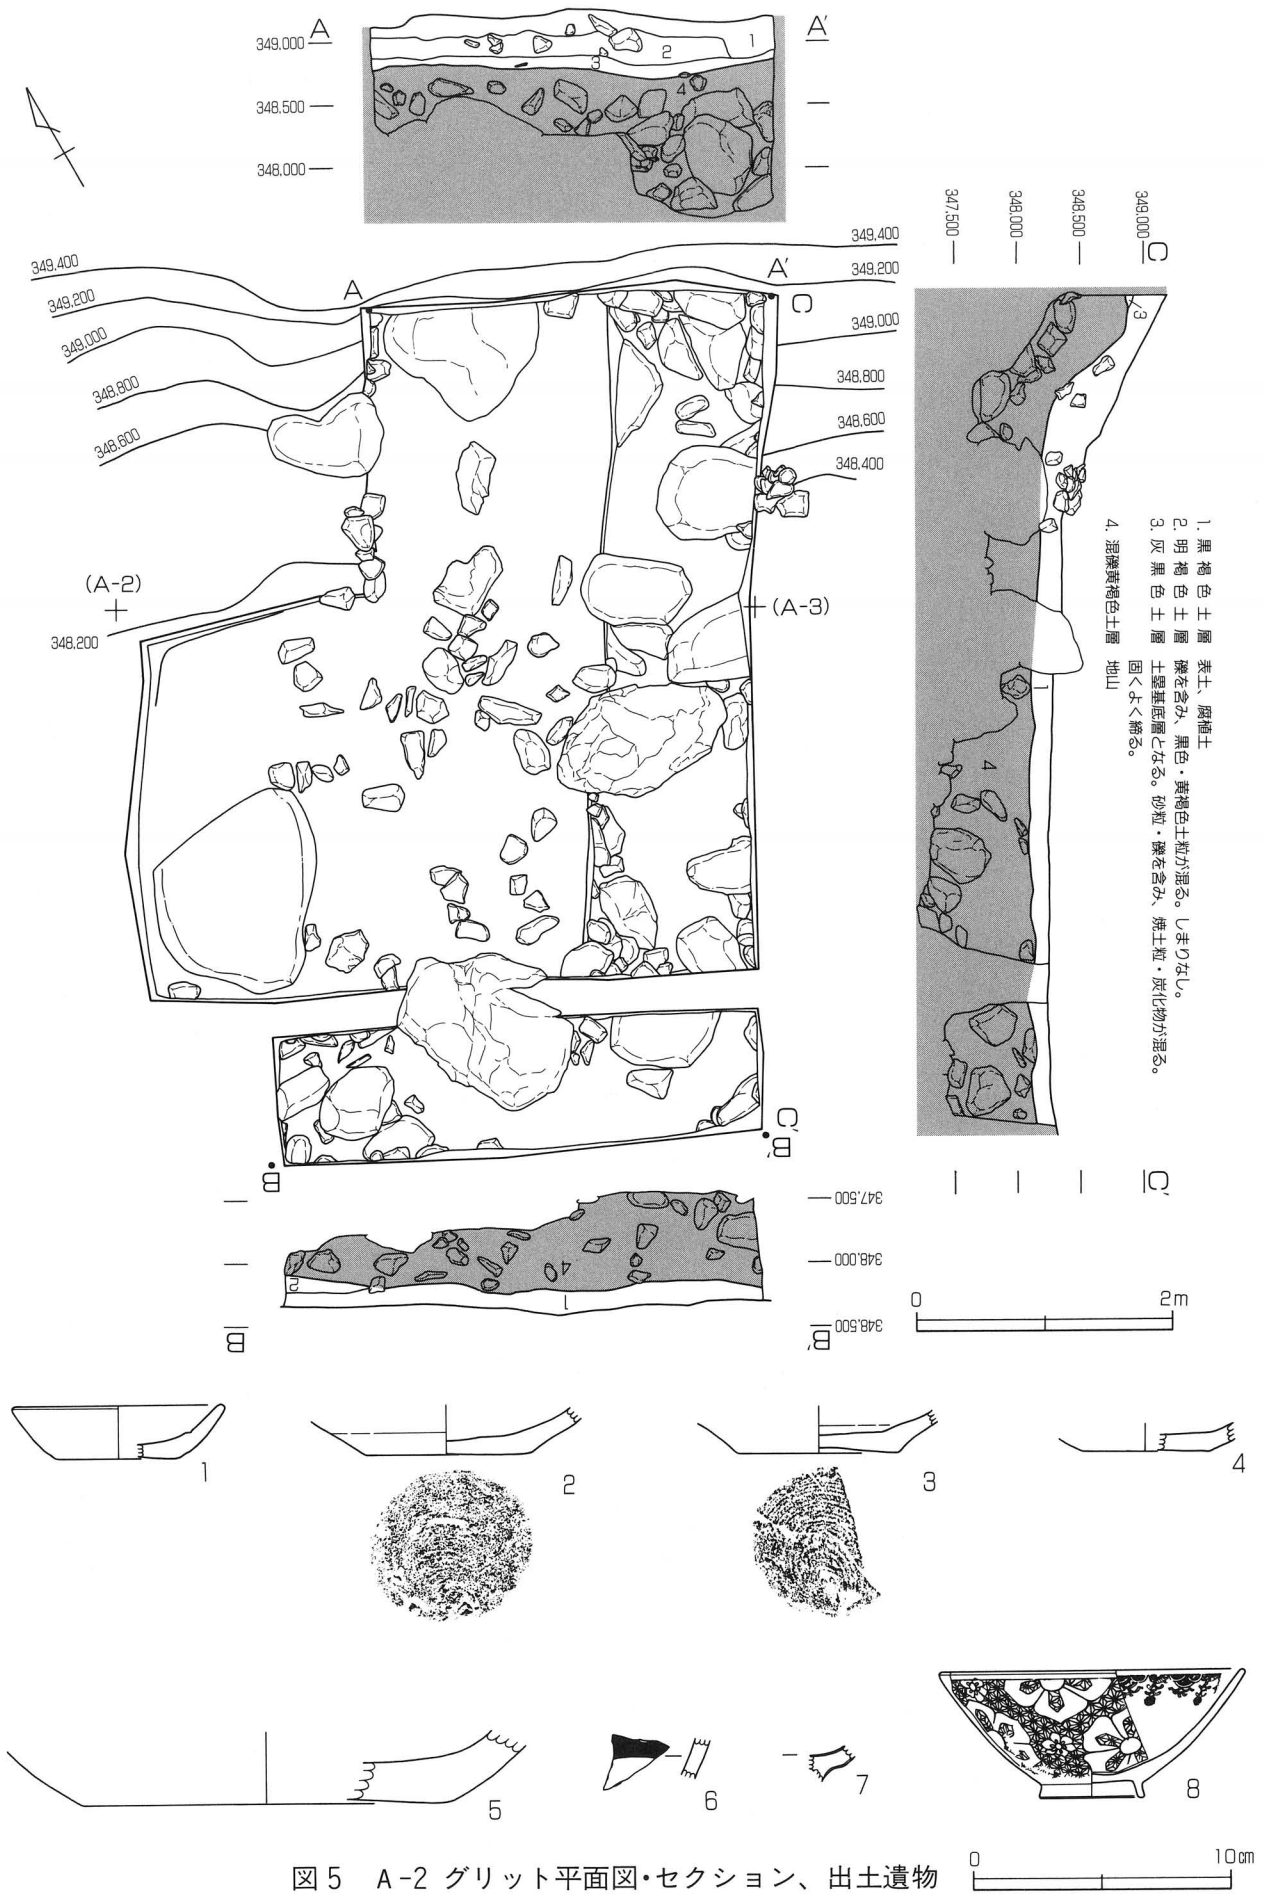 A A′
349.000
348.500
348.000
1
2
3
4
347.500
348.000
348.500
349.000
C
349.400
349.200
349.000
348.800
348.600
348.200
349.400
349.200
349.000
348.800
348.600
348.400
A A′
C
(A-2)
(A-3)
C′
B B′
3
1
4
C′
1. 黒褐色土層 表土、腐植土
2. 明褐色土層 礫を含み、黒色・黄褐色土粒が混る。しまりなし。
3. 灰黒色土層 土塁基底層となる。砂粒・礫を含み、焼土粒・炭化物が混る。
固くよく締る。
4. 混礫黄褐色土層 地山
347.500
348.000
348.500
2
4
1
B B′
0 2m
1
2
3
4
5
6
7
8
図5 A-2 グリット平面図・セクション、出土遺物
0 10cm